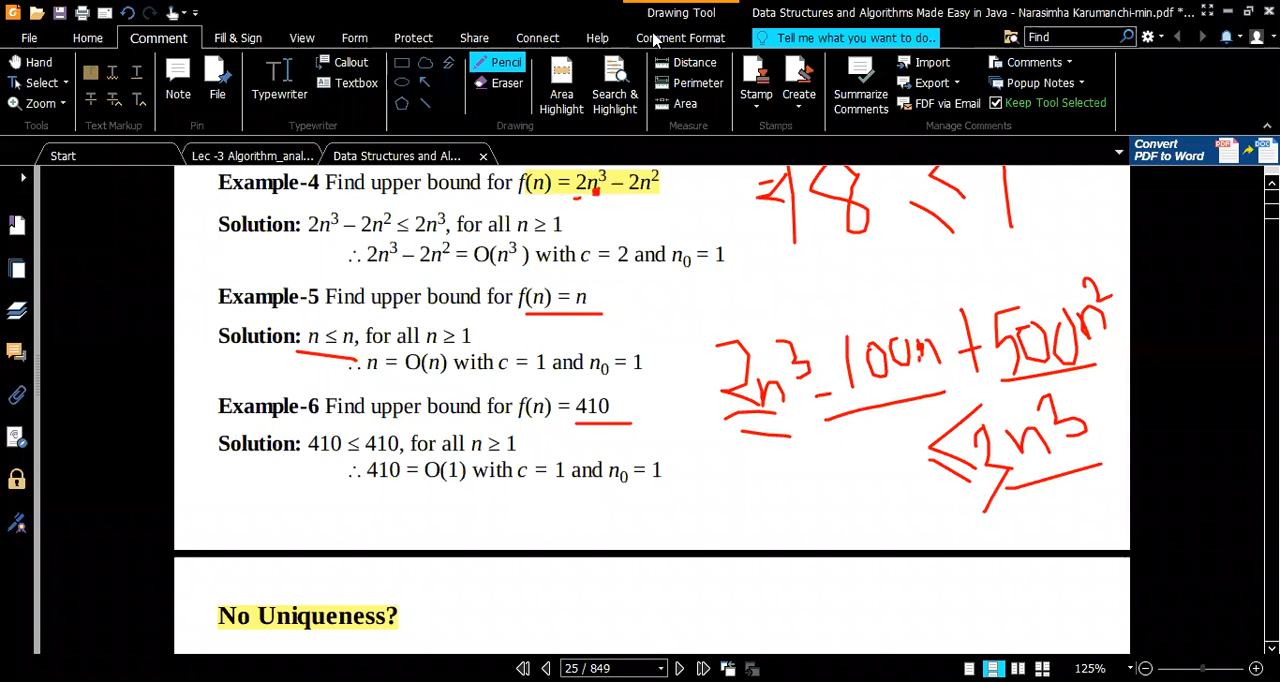 Drawing Tool
Data Structures and Algorithms Made Easy in Java - Narasimha Karumanchi-min.pdf * ...
File Home Comment Fill & Sign View Form Protect Share Connect Help Comment Format Tell me what you want to do.. Find
Hand
Select
Zoom
Tools
Text Markup
Note
File
Pin
Typewriter
Callout
Textbox
Typewriter
Pencil
Eraser
Area Highlight
Search & Highlight
Drawing
Distance
Perimeter
Area
Measure
Stamp
Create
Stamps
Summarize Comments
Import
Export
FDF via Email
Comments
Popup Notes
Keep Tool Selected
Manage Comments
Start
Lec -3 Algorithm_anal...
Data Structures and Al...
Convert PDF to Word
PDF
DOC
Example-4 Find upper bound for f(n) = 2n³ – 2n²
Solution: 2n³ – 2n² ≤ 2n³, for all n ≥ 1
∴ 2n³ – 2n² = O(n³ ) with c = 2 and n₀ = 1
Example-5 Find upper bound for f(n) = n
Solution: n ≤ n, for all n ≥ 1
∴ n = O(n) with c = 1 and n₀ = 1
Example-6 Find upper bound for f(n) = 410
Solution: 410 ≤ 410, for all n ≥ 1
∴ 410 = O(1) with c = 1 and n₀ = 1
2n³ - 100n + 500n²
No Uniqueness?
25 / 849
125%